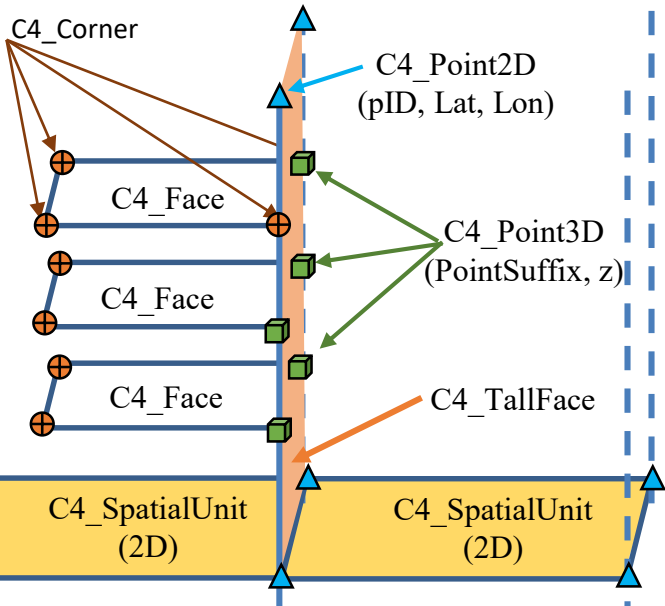 C4_Corner
C4_Point2D
(pID, Lat, Lon)
C4_Face
C4_Point3D
(PointSuffix, z)
C4_Face
C4_Face
C4_TallFace
C4_SpatialUnit
(2D)
C4_SpatialUnit
(2D)